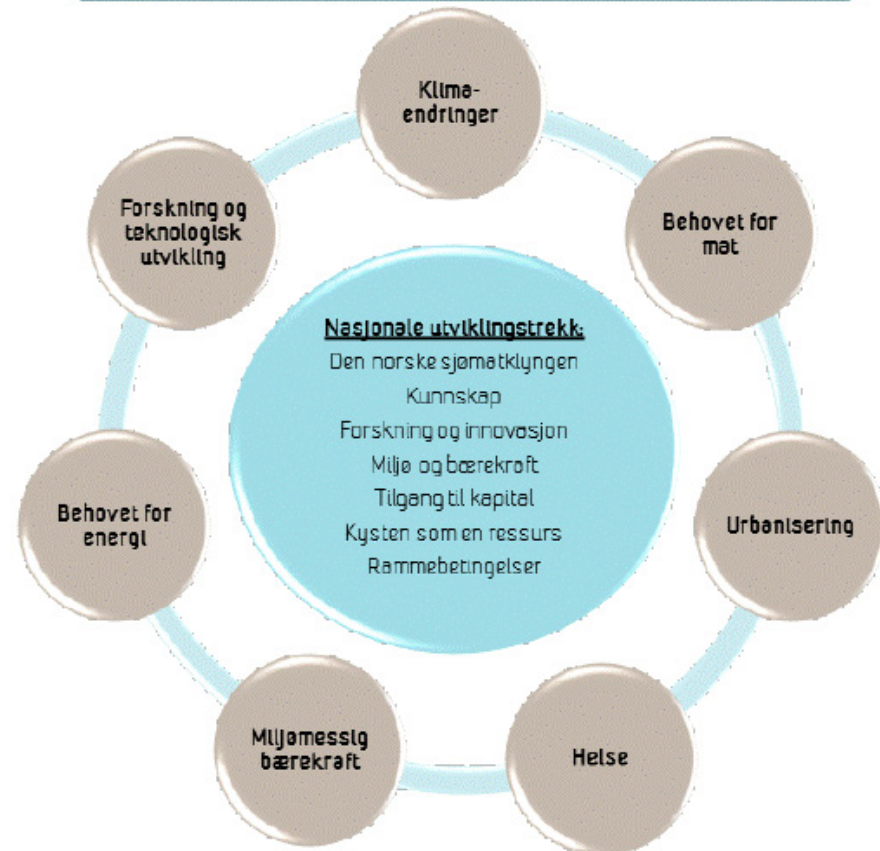 Klima-
endringer
Behovet for
mat
Urbanisering
Helse
Miljømessig
bærekraft
Behovet for
energi
Forskning og
teknologisk
utvikling
Nasjonale utviklingstrekk:
Den norske sjømatklyngen
Kunnskap
Forskning og innovasjon
Miljø og bærekraft
Tilgang til kapital
Kysten som en ressurs
Rammebetingelser